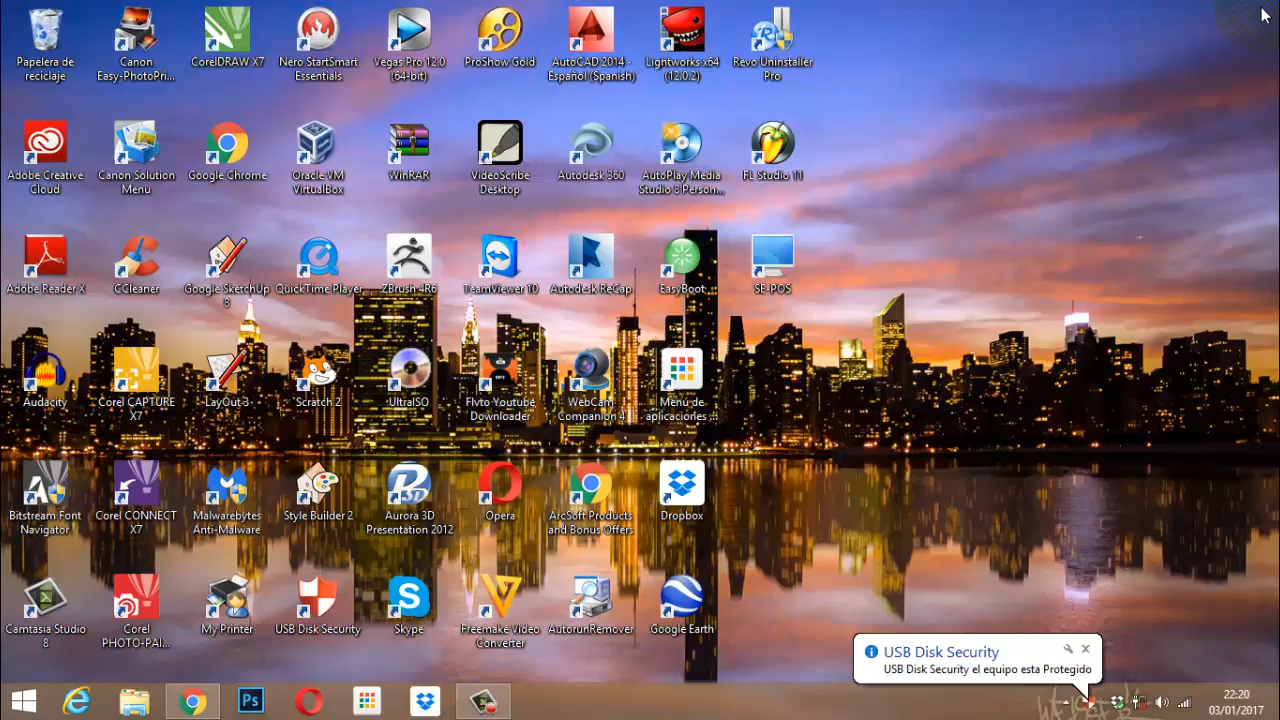 Papelera de
reciclaje
Canon
Easy-PhotoPri...
CorelDRAW X7
Nero StartSmart
Essentials
Vegas Pro 12.0
(64-bit)
ProShow Gold
AutoCAD 2014 -
Español (Spanish)
Lightworks x64
(12.0.2)
Revo Uninstaller
Pro
Adobe Creative
Cloud
Canon Solution
Menu
Google Chrome
Oracle VM
VirtualBox
WinRAR
VideoScribe
Desktop
Autodesk 360
AutoPlay Media
Studio 8 Person...
FL Studio 11
Adobe Reader X
CCleaner
Google SketchUp
8
QuickTime Player
ZBrush 4R6
TeamViewer 10
Autodesk ReCap
EasyBoot
SE-POS
Audacity
Corel CAPTURE
X7
LayOut 3
Scratch 2
UltraISO
Flvto Youtube
Downloader
WebCam
Companion 4
Menú de
aplicaciones ...
Bitstream Font
Navigator
Corel CONNECT
X7
Malwarebytes
Anti-Malware
Style Builder 2
Aurora 3D
Presentation 2012
Opera
ArcSoft Products
and Bonus Offers
Dropbox
Camtasia Studio
8
Corel
PHOTO-PAI...
My Printer
USB Disk Security
Skype
Freemake Video
Converter
AutorunRemover
Google Earth
USB Disk Security
USB Disk Security el equipo esta Protegido
Ps
22:20
03/01/2017